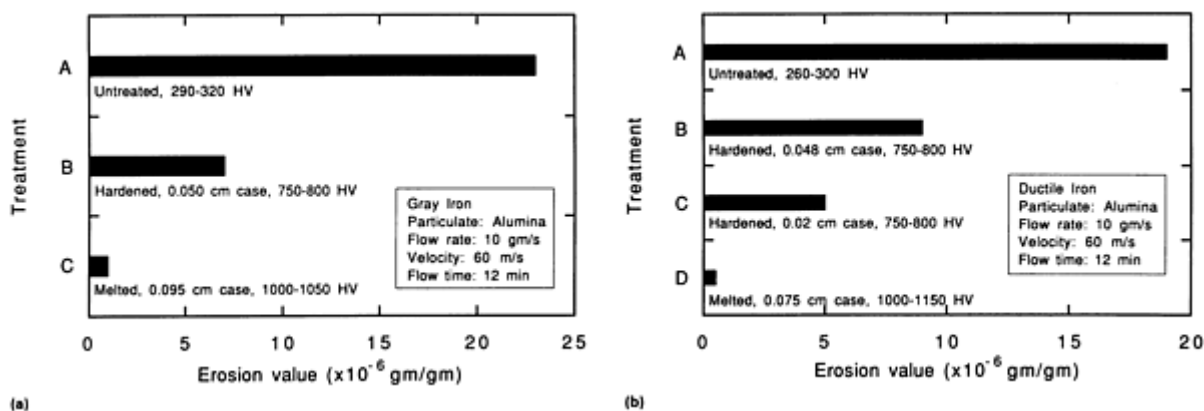 Treatment
A
Untreated, 290-320 HV
B
Hardened, 0.050 cm case, 750-800 HV
C
Melted, 0.095 cm case, 1000-1050 HV
Gray Iron
Particulate: Alumina
Flow rate: 10 gm/s
Velocity: 60 m/s
Flow time: 12 min
0 5 10 15 20 25
Erosion value (x10⁻⁶ gm/gm)
(a)
Treatment
A
Untreated, 260-300 HV
B
Hardened, 0.048 cm case, 750-800 HV
C
Hardened, 0.02 cm case, 750-800 HV
D
Melted, 0.075 cm case, 1000-1150 HV
Ductile Iron
Particulate: Alumina
Flow rate: 10 gm/s
Velocity: 60 m/s
Flow time: 12 min
0 5 10 15 20
Erosion value (x10⁻⁶ gm/gm)
(b)